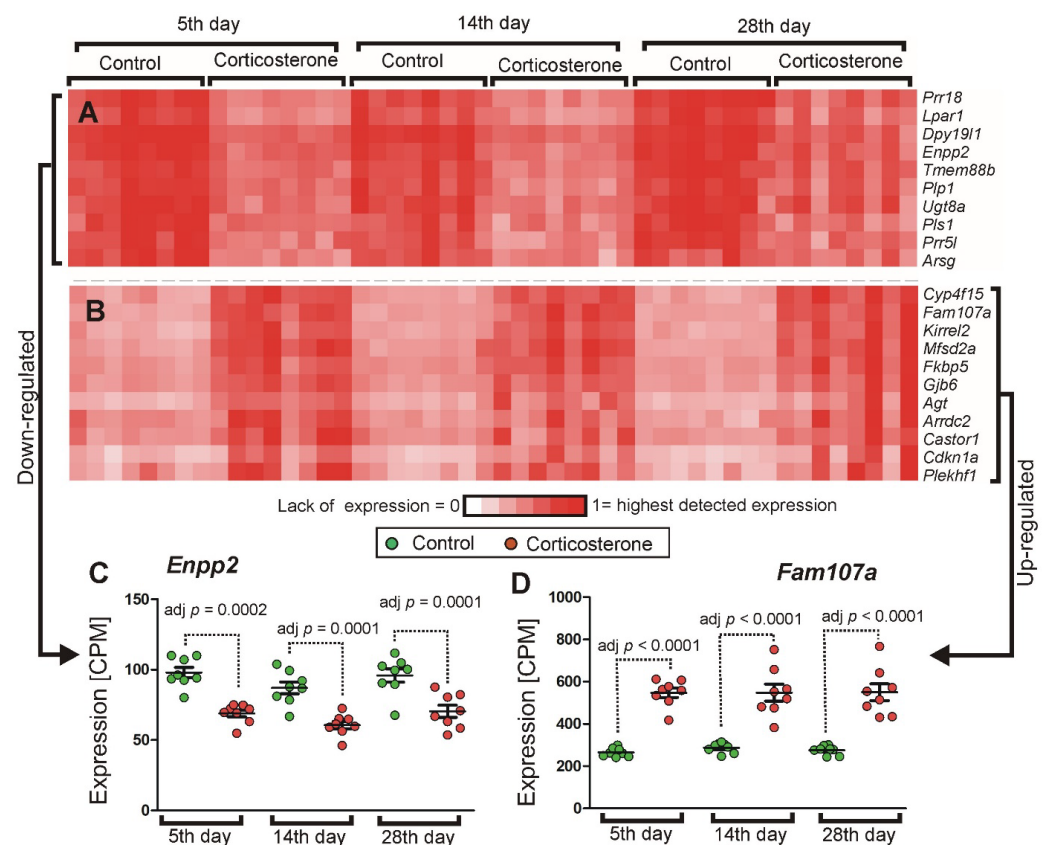 5th day 14th day 28th day
Control Corticosterone Control Corticosterone Control Corticosterone
A
Prr18
Lpar1
Dpy19l1
Enpp2
Tmem88b
Plp1
Ugt8a
Pls1
Prr5l
Arsg
Down-regulated
B
Cyp4f15
Fam107a
Kirrel2
Mfsd2a
Fkbp5
Gjb6
Agt
Arrdc2
Castor1
Cdkn1a
Plekhf1
Up-regulated
Lack of expression = 0 1= highest detected expression
Control Corticosterone
C Enpp2
Expression [CPM]
150
100
50
0
adj p = 0.0002
adj p = 0.0001
adj p = 0.0001
5th day 14th day 28th day
D Fam107a
Expression [CPM]
1000
800
600
400
200
0
adj p < 0.0001
adj p < 0.0001
adj p < 0.0001
5th day 14th day 28th day